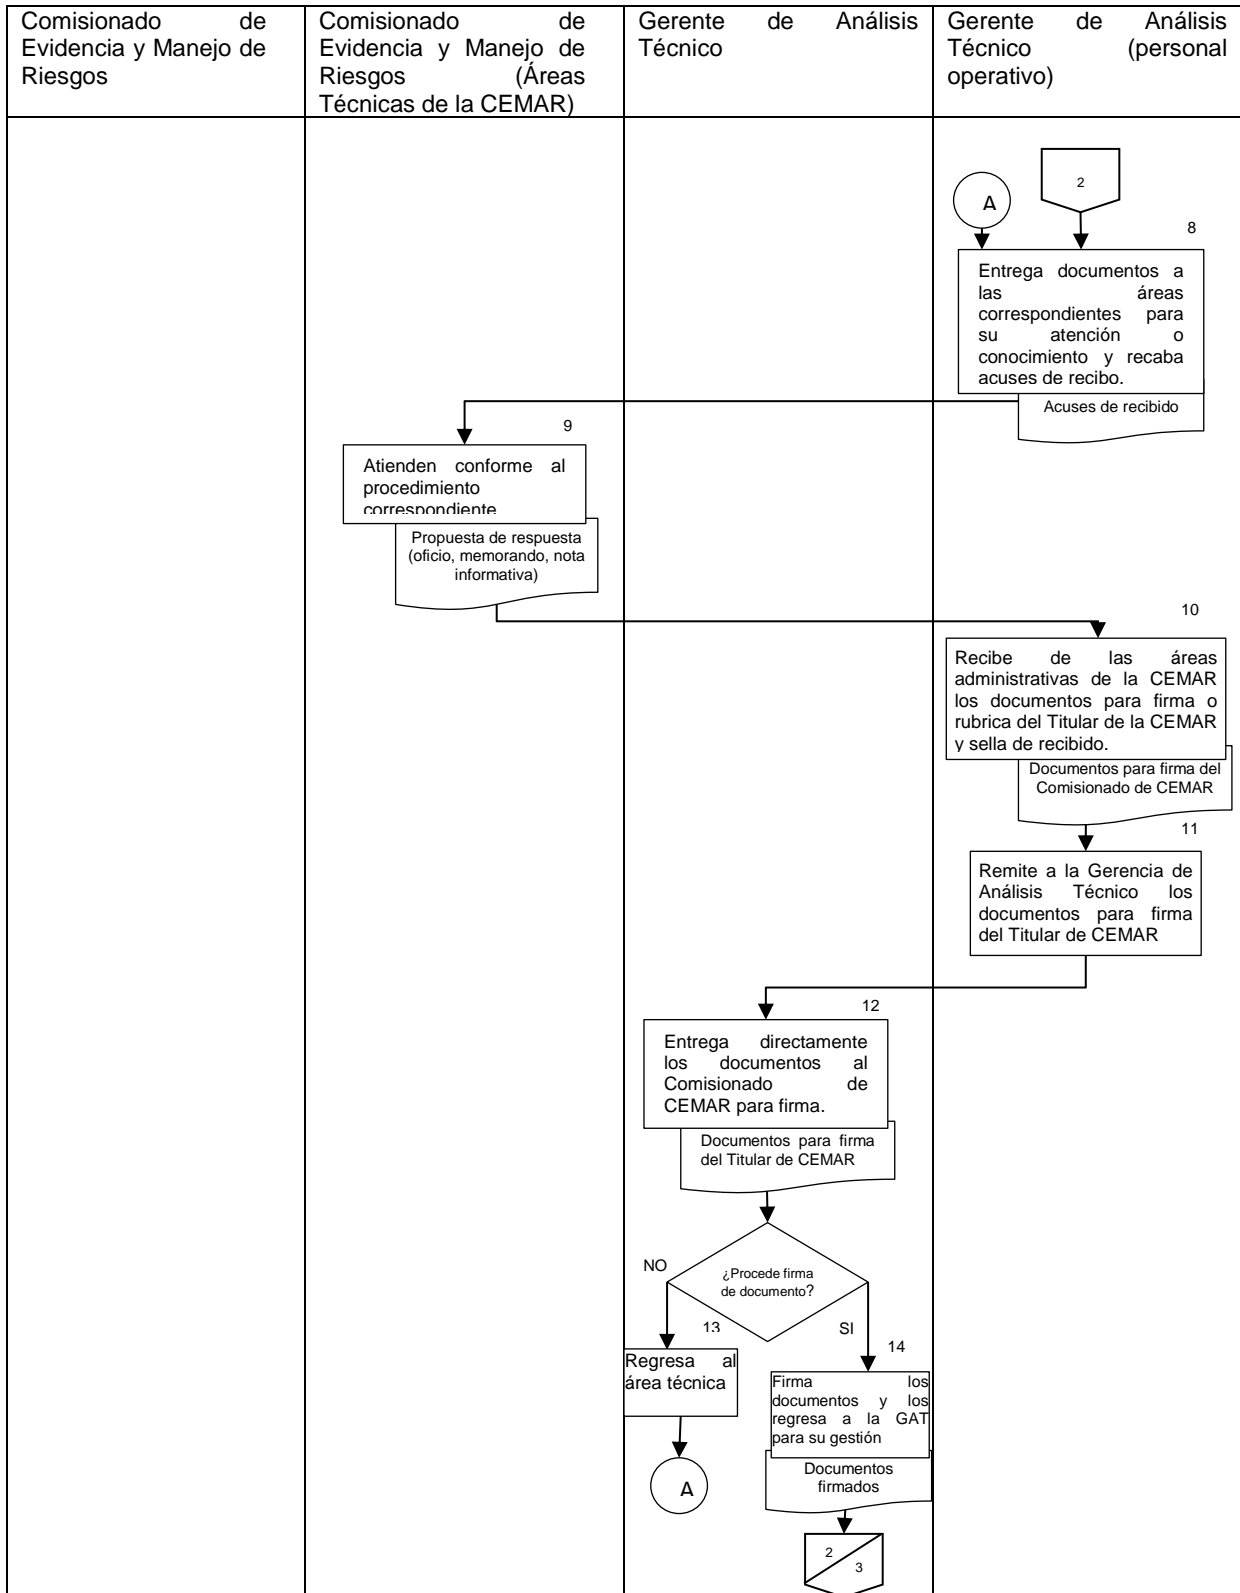 Comisionado de
Evidencia y Manejo de
Riesgos
Comisionado de
Evidencia y Manejo de
Riesgos (Áreas
Técnicas de la CEMAR)
Gerente de Análisis
Técnico
Gerente de Análisis
Técnico (personal
operativo)
A
2
8
Entrega documentos a
las áreas
correspondientes para
su atención o
conocimiento y recaba
acuses de recibo.
Acuses de recibido
9
Atienden conforme al
procedimiento
correspondiente
Propuesta de respuesta
(oficio, memorando, nota
informativa)
10
Recibe de las áreas
administrativas de la CEMAR
los documentos para firma o
rubrica del Titular de la CEMAR
y sella de recibido.
Documentos para firma del
Comisionado de CEMAR
11
Remite a la Gerencia de
Análisis Técnico los
documentos para firma
del Titular de CEMAR
12
Entrega directamente
los documentos al
Comisionado de
CEMAR para firma.
Documentos para firma
del Titular de CEMAR
¿Procede firma
de documento?
NO
SI
13
Regresa al
área técnica
A
14
Firma los
documentos y los
regresa a la GAT
para su gestión
Documentos
firmados
2
3